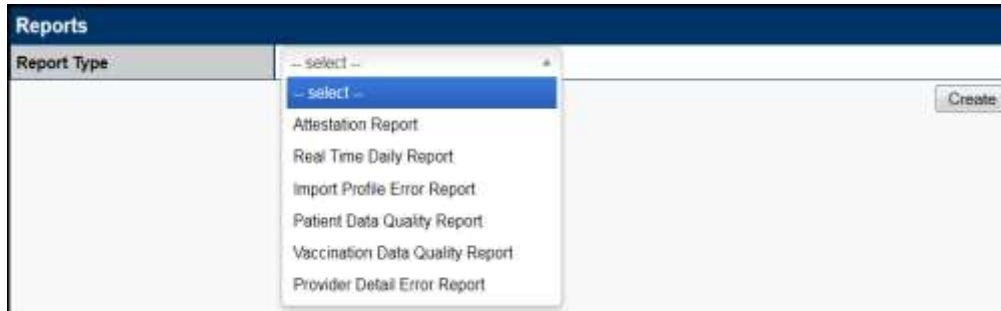 Reports
Report Type
-- select --
-- select --
Create
Attestation Report
Real Time Daily Report
Import Profile Error Report
Patient Data Quality Report
Vaccination Data Quality Report
Provider Detail Error Report